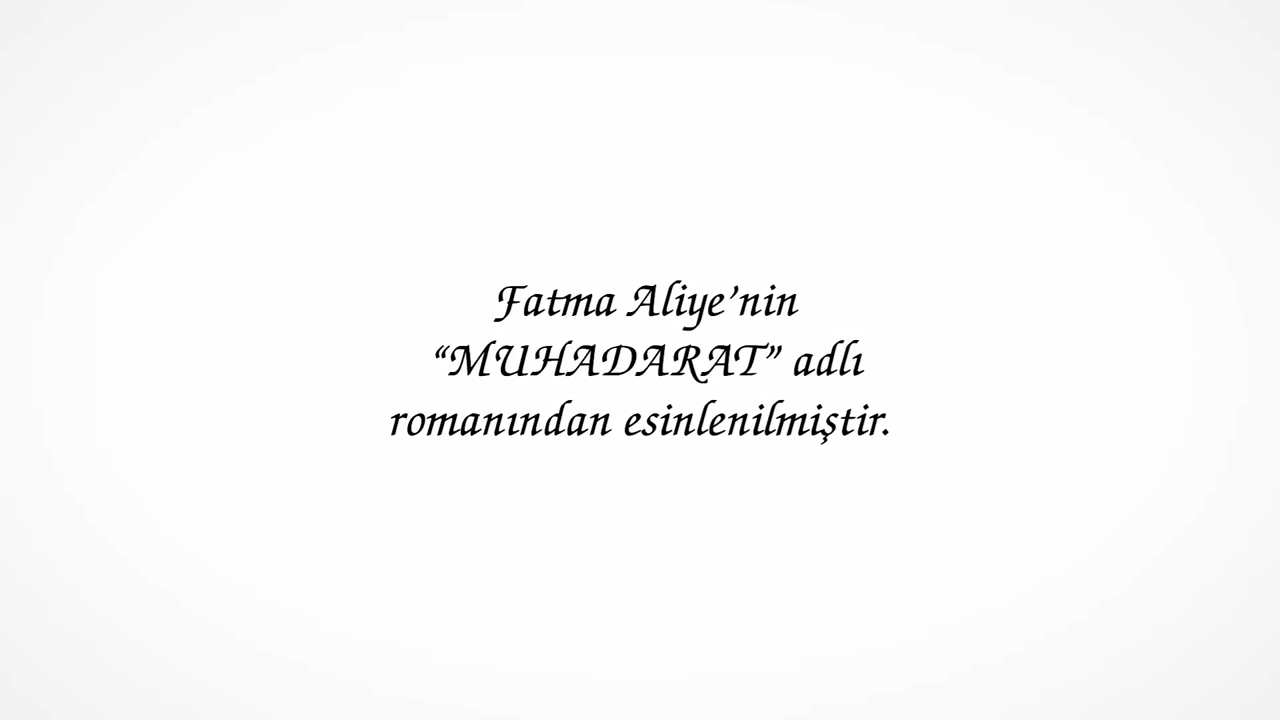 Fatma Aliye’nin
“MUHADARAT” adlı
romanından esinlenilmiştir.